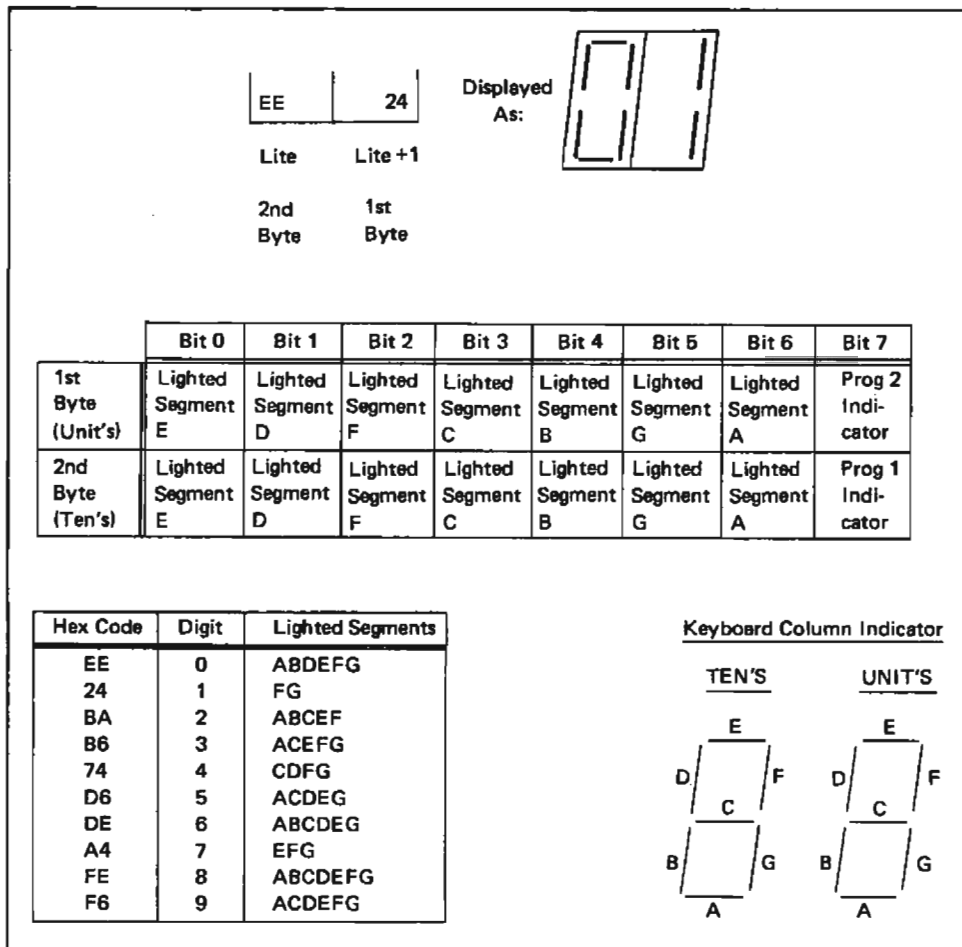 EE 24
Displayed
As:
Lite Lite +1
2nd 1st
Byte Byte
Bit 0 Bit 1 Bit 2 Bit 3 Bit 4 Bit 5 Bit 6 Bit 7
1st Lighted Lighted Lighted Lighted Lighted Lighted Lighted Prog 2
Byte Segment Segment Segment Segment Segment Segment Segment Indi-
(Unit's) E D F C B G A cator
2nd Lighted Lighted Lighted Lighted Lighted Lighted Lighted Prog 1
Byte Segment Segment Segment Segment Segment Segment Segment Indi-
(Ten's) E D F C B G A cator
Hex Code Digit Lighted Segments
EE 0 ABDEFG
24 1 FG
BA 2 ABCEF
B6 3 ACEFG
74 4 CDFG
D6 5 ACDEG
DE 6 ABCDEG
A4 7 EFG
FE 8 ABCDEFG
F6 9 ACDEFG
Keyboard Column Indicator
TEN'S UNIT'S
E E
D F D F
C C
B G B G
A A